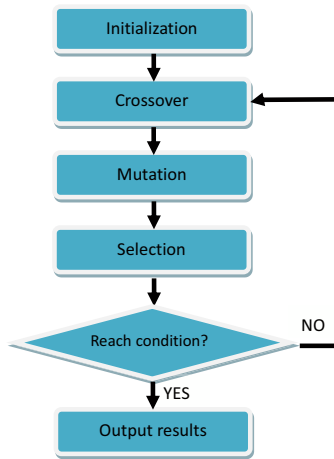 Initialization
Crossover
Mutation
Selection
Reach condition?
NO
YES
Output results